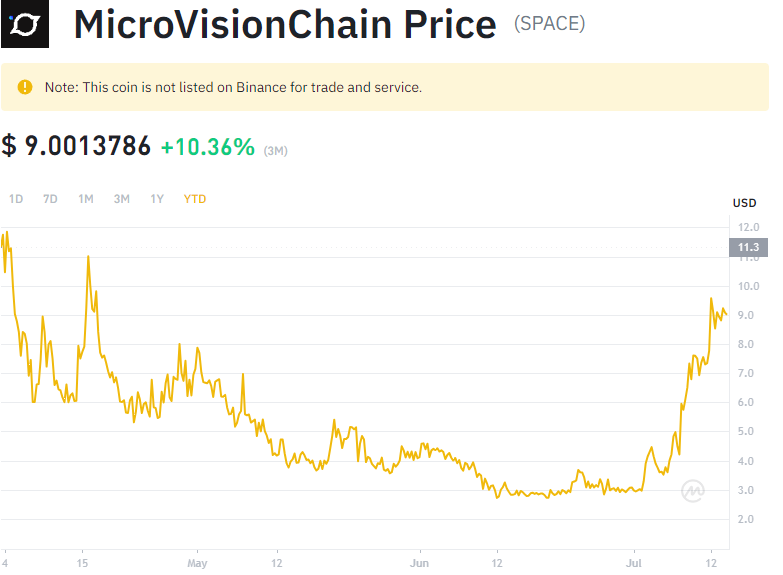 MicroVisionChain Price (SPACE)
Note: This coin is not listed on Binance for trade and service.
$ 9.0013786 +10.36% (3M)
1D 7D 1M 3M 1Y YTD
USD
12.0
11.3
11.0
10.0
9.0
8.0
7.0
6.0
5.0
4.0
3.0
2.0
4 15 May 12 Jun 12 Jul 12